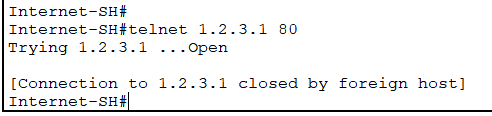 Internet-SH#
Internet-SH#telnet 1.2.3.1 80
Trying 1.2.3.1 ...Open
[Connection to 1.2.3.1 closed by foreign host]
Internet-SH#